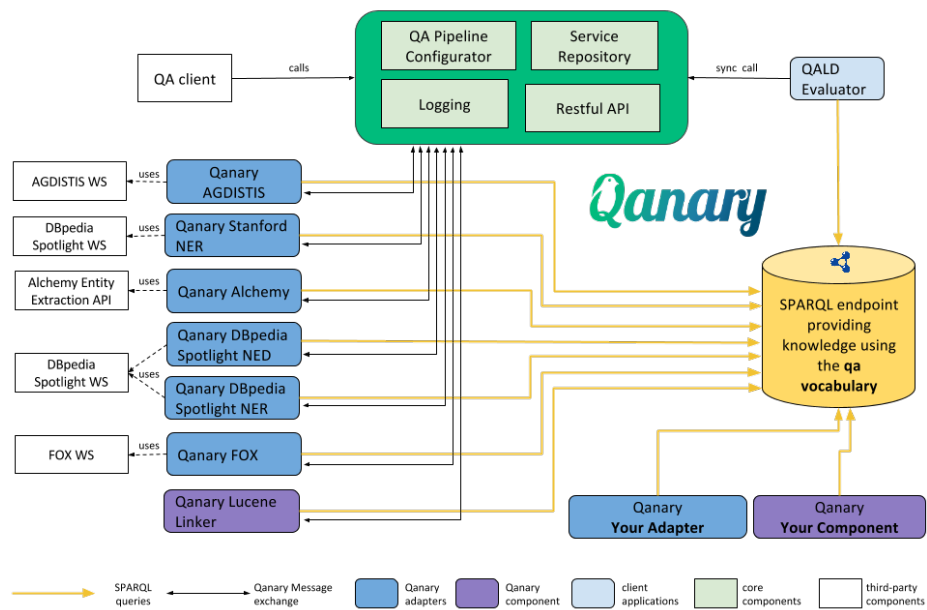 QA Pipeline
Configurator
Service
Repository
Logging
Restful API
QA client
calls
sync call
QALD
Evaluator
AGDISTIS WS
uses
Qanary
AGDISTIS
Qanary
DBpedia
Spotlight WS
uses
Qanary Stanford
NER
Alchemy Entity
Extraction API
uses
Qanary Alchemy
SPARQL endpoint
providing
knowledge using
the qa
vocabulary
DBpedia
Spotlight WS
uses
Qanary DBpedia
Spotlight NED
Qanary DBpedia
Spotlight NER
FOX WS
uses
Qanary FOX
Qanary Lucene
Linker
Qanary
Your Adapter
Qanary
Your Component
SPARQL
queries
Qanary Message
exchange
Qanary
adapters
Qanary
component
client
applications
core
components
third-party
components